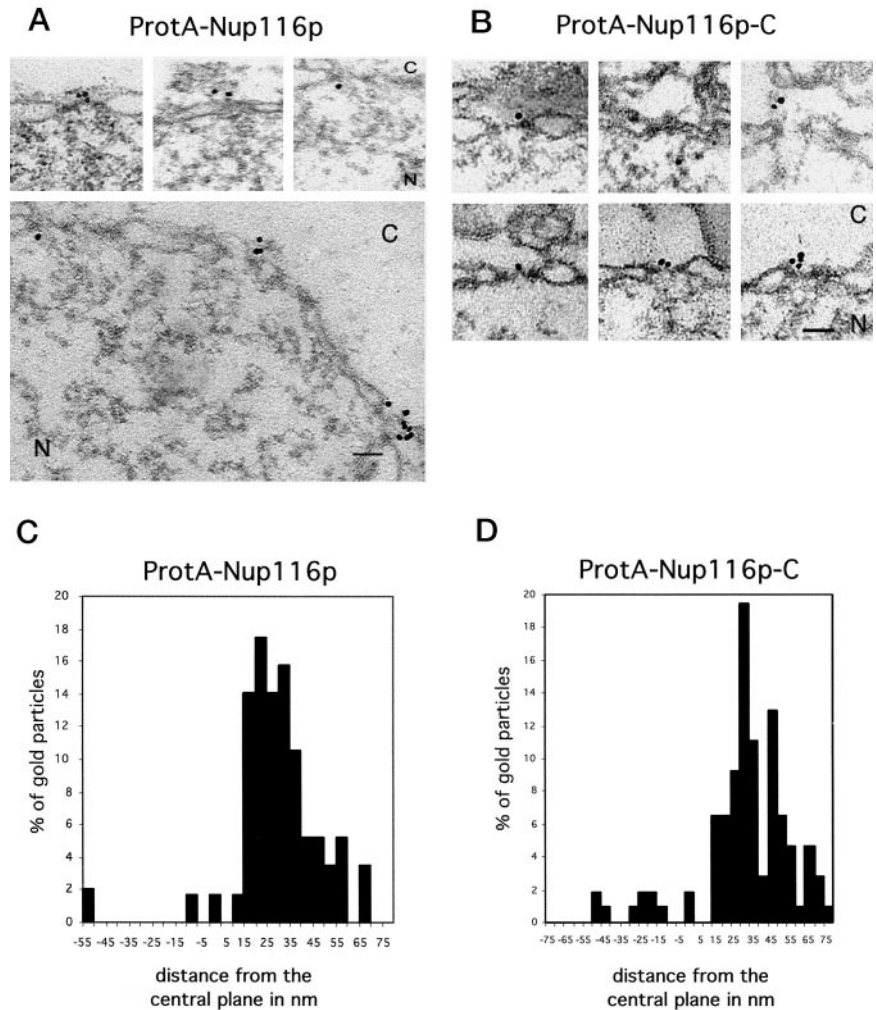 A
ProtA-Nup116p
C
N
C
N
B
ProtA-Nup116p-C
C
N
C
ProtA-Nup116p
% of gold particles
20
18
16
14
12
10
8
6
4
2
0
-55 -45 -35 -25 -15 -5 5 15 25 35 45 55 65 75
distance from the
central plane in nm
D
ProtA-Nup116p-C
% of gold particles
20
18
16
14
12
10
8
6
4
2
0
-75 -65 -55 -45 -35 -25 -15 -5 5 15 25 35 45 55 65 75
distance from the
central plane in nm